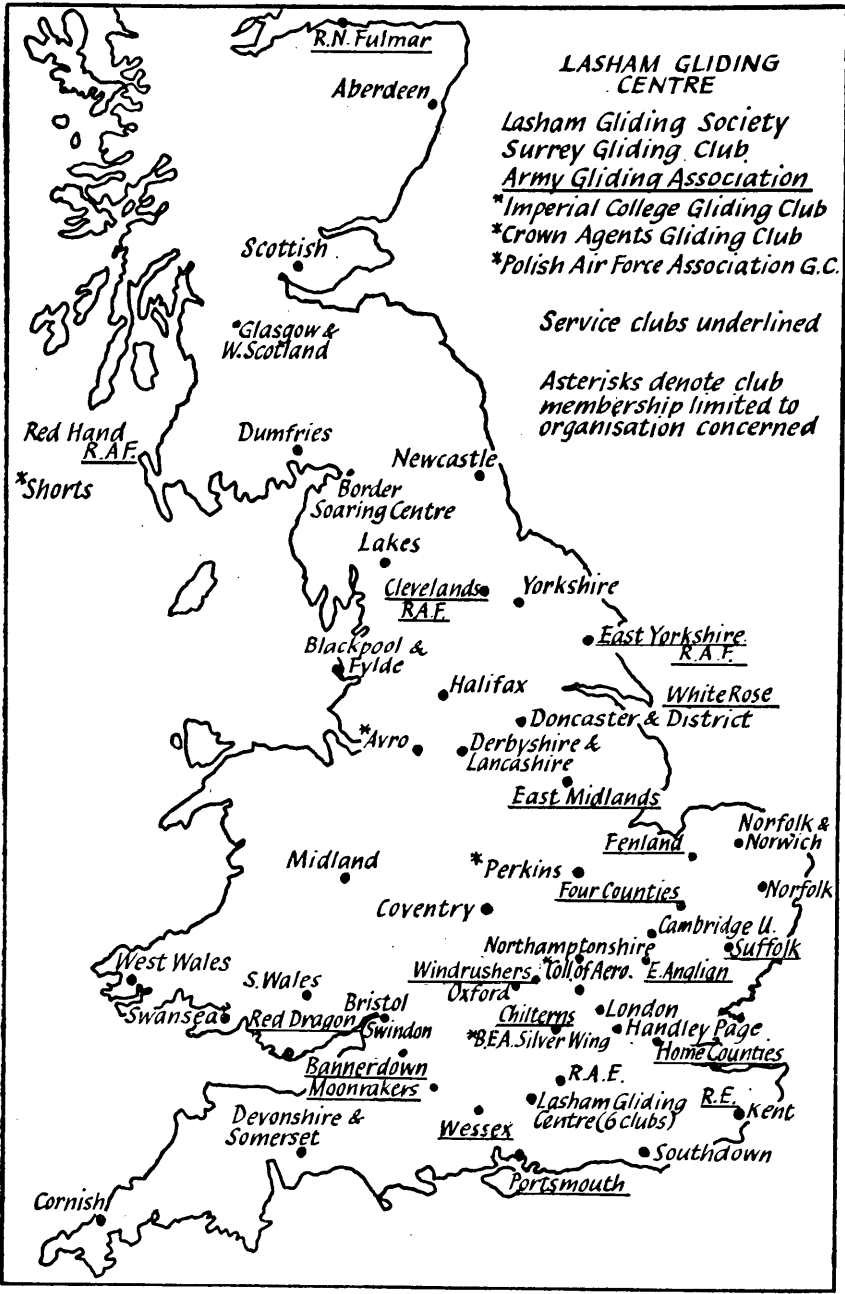 R.N. Fulmar
Aberdeen
LASHAM GLIDING
CENTRE
Lasham Gliding Society
Surrey Gliding Club
Army Gliding Association
*Imperial College Gliding Club
*Crown Agents Gliding Club
*Polish Air Force Association G.C.
Service clubs underlined
Asterisks denote club
membership limited to
organisation concerned
Scottish
Glasgow &
W. Scotland
Red Hand
R.A.F.
*Shorts
Dumfries
Newcastle
Border
Soaring Centre
Lakes
Clevelands
R.A.F.
Yorkshire
East Yorkshire
R.A.F.
Blackpool &
Fylde
Halifax
White Rose
Doncaster & District
*Avro
Derbyshire &
Lancashire
East Midlands
Norfolk &
Norwich
Fenland
Midland
*Perkins
Four Counties
Norfolk
Coventry
Cambridge U.
Suffolk
Northamptonshire
West Wales
S. Wales
Windrushers
*Coll of Aero.
E. Anglian
Oxford
Swansea
Red Dragon
Bristol
Swindon
Chilterns
London
Handley Page
*B.E.A. Silver Wing
Home Counties
Bannerdown
Moonrakers
R.A.E.
Lasham Gliding
Centre (6 clubs)
R.E.
Kent
Devonshire &
Somerset
Wessex
Southdown
Portsmouth
Cornish